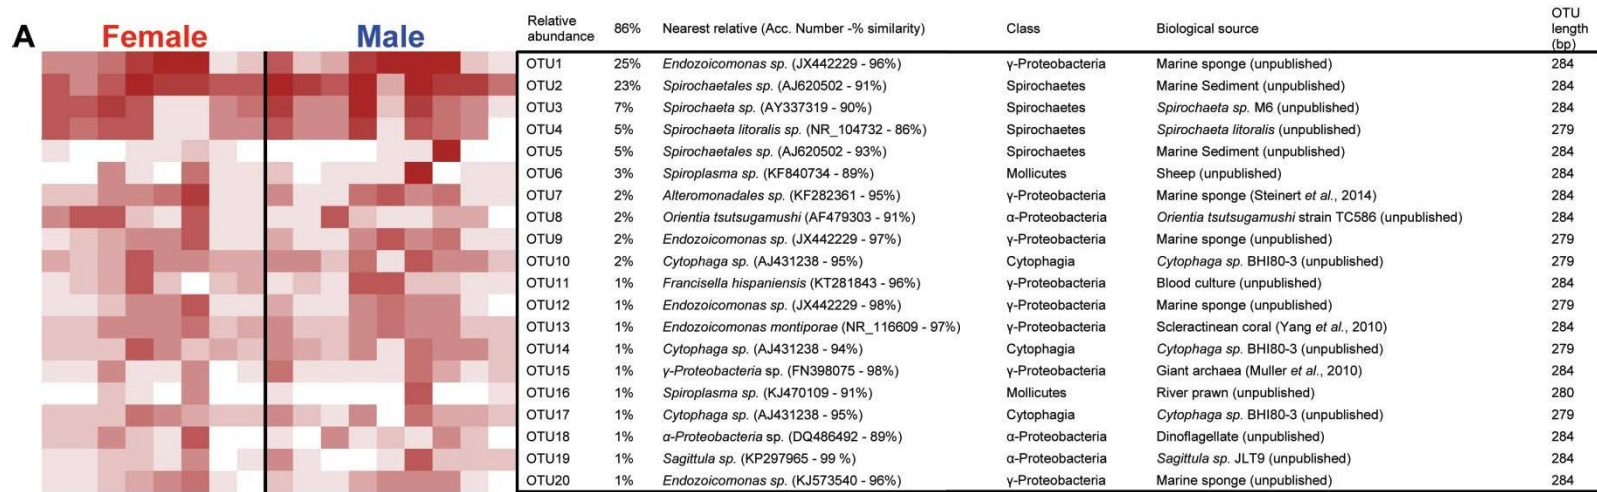 A Female Male Relative abundance 86% Nearest relative (Acc. Number -% similarity) Class Biological source OTU length (bp)
OTU1 25% Endozoicomonas sp. (JX442229 - 96%) γ-Proteobacteria Marine sponge (unpublished) 284
OTU2 23% Spirochaetales sp. (AJ620502 - 91%) Spirochaetes Marine Sediment (unpublished) 284
OTU3 7% Spirochaeta sp. (AY337319 - 90%) Spirochaetes Spirochaeta sp. M6 (unpublished) 284
OTU4 5% Spirochaeta litoralis sp. (NR_104732 - 86%) Spirochaetes Spirochaeta litoralis (unpublished) 279
OTU5 5% Spirochaetales sp. (AJ620502 - 93%) Spirochaetes Marine Sediment (unpublished) 284
OTU6 3% Spiroplasma sp. (KF840734 - 89%) Mollicutes Sheep (unpublished) 284
OTU7 2% Alteromonadales sp. (KF282361 - 95%) γ-Proteobacteria Marine sponge (Steinert et al., 2014) 284
OTU8 2% Orientia tsutsugamushi (AF479303 - 91%) α-Proteobacteria Orientia tsutsugamushi strain TC586 (unpublished) 284
OTU9 2% Endozoicomonas sp. (JX442229 - 97%) γ-Proteobacteria Marine sponge (unpublished) 279
OTU10 2% Cytophaga sp. (AJ431238 - 95%) Cytophagia Cytophaga sp. BHI80-3 (unpublished) 279
OTU11 1% Francisella hispaniensis (KT281843 - 96%) γ-Proteobacteria Blood culture (unpublished) 284
OTU12 1% Endozoicomonas sp. (JX442229 - 98%) γ-Proteobacteria Marine sponge (unpublished) 279
OTU13 1% Endozoicomonas montiporae (NR_116609 - 97%) γ-Proteobacteria Scleractinean coral (Yang et al., 2010) 284
OTU14 1% Cytophaga sp. (AJ431238 - 94%) Cytophagia Cytophaga sp. BHI80-3 (unpublished) 279
OTU15 1% γ-Proteobacteria sp. (FN398075 - 98%) γ-Proteobacteria Giant archaea (Muller et al., 2010) 284
OTU16 1% Spiroplasma sp. (KJ470109 - 91%) Mollicutes River prawn (unpublished) 280
OTU17 1% Cytophaga sp. (AJ431238 - 95%) Cytophagia Cytophaga sp. BHI80-3 (unpublished) 279
OTU18 1% α-Proteobacteria sp. (DQ486492 - 89%) α-Proteobacteria Dinoflagellate (unpublished) 284
OTU19 1% Sagittula sp. (KP297965 - 99 %) α-Proteobacteria Sagittula sp. JLT9 (unpublished) 284
OTU20 1% Endozoicomonas sp. (KJ573540 - 96%) γ-Proteobacteria Marine sponge (unpublished) 284